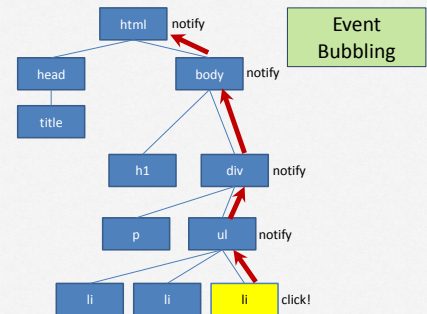 html notify
Event
Bubbling
head
body notify
title
h1
div notify
p
ul notify
li
li
li click!